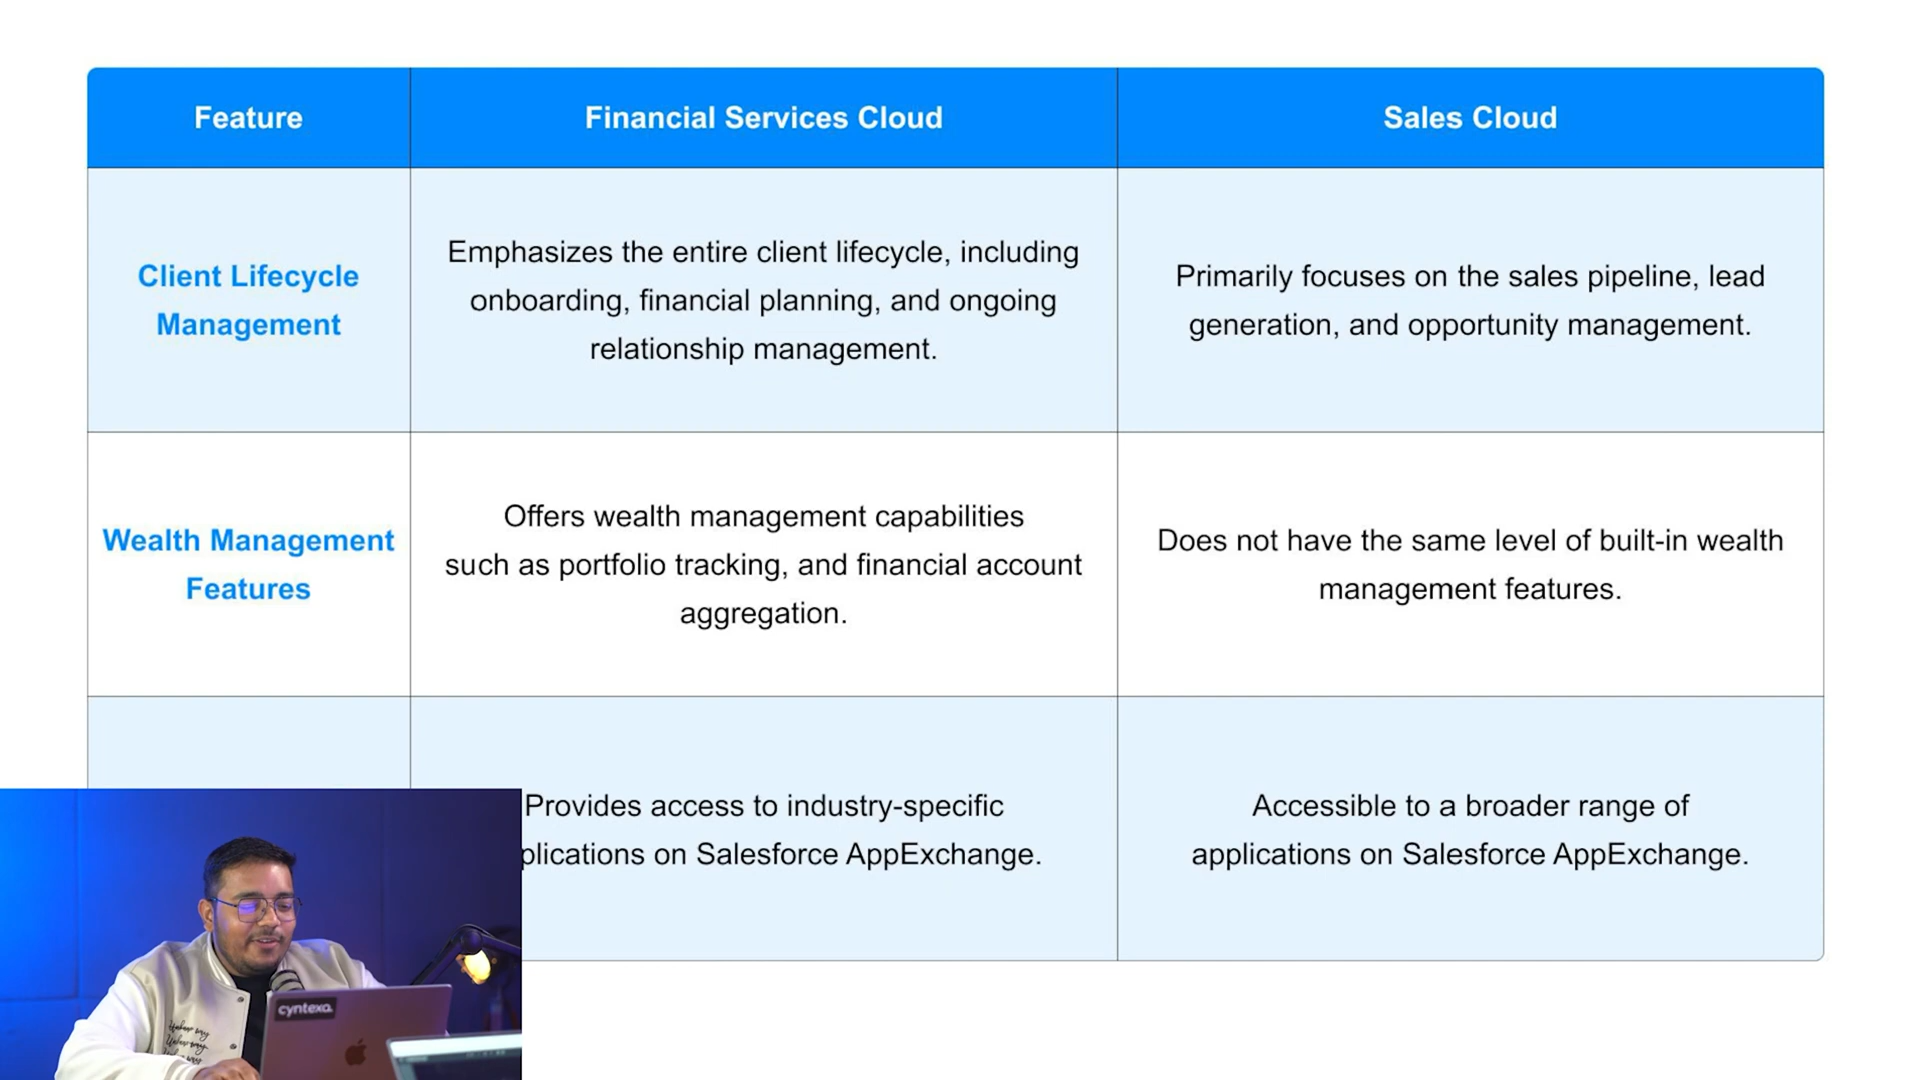 Feature
Financial Services Cloud
Sales Cloud
Client Lifecycle
Management
Emphasizes the entire client lifecycle, including
onboarding, financial planning, and ongoing
relationship management.
Primarily focuses on the sales pipeline, lead
generation, and opportunity management.
Wealth Management
Features
Offers wealth management capabilities
such as portfolio tracking, and financial account
aggregation.
Does not have the same level of built-in wealth
management features.
Provides access to industry-specific
plications on Salesforce AppExchange.
Accessible to a broader range of
applications on Salesforce AppExchange.
cyntexa.